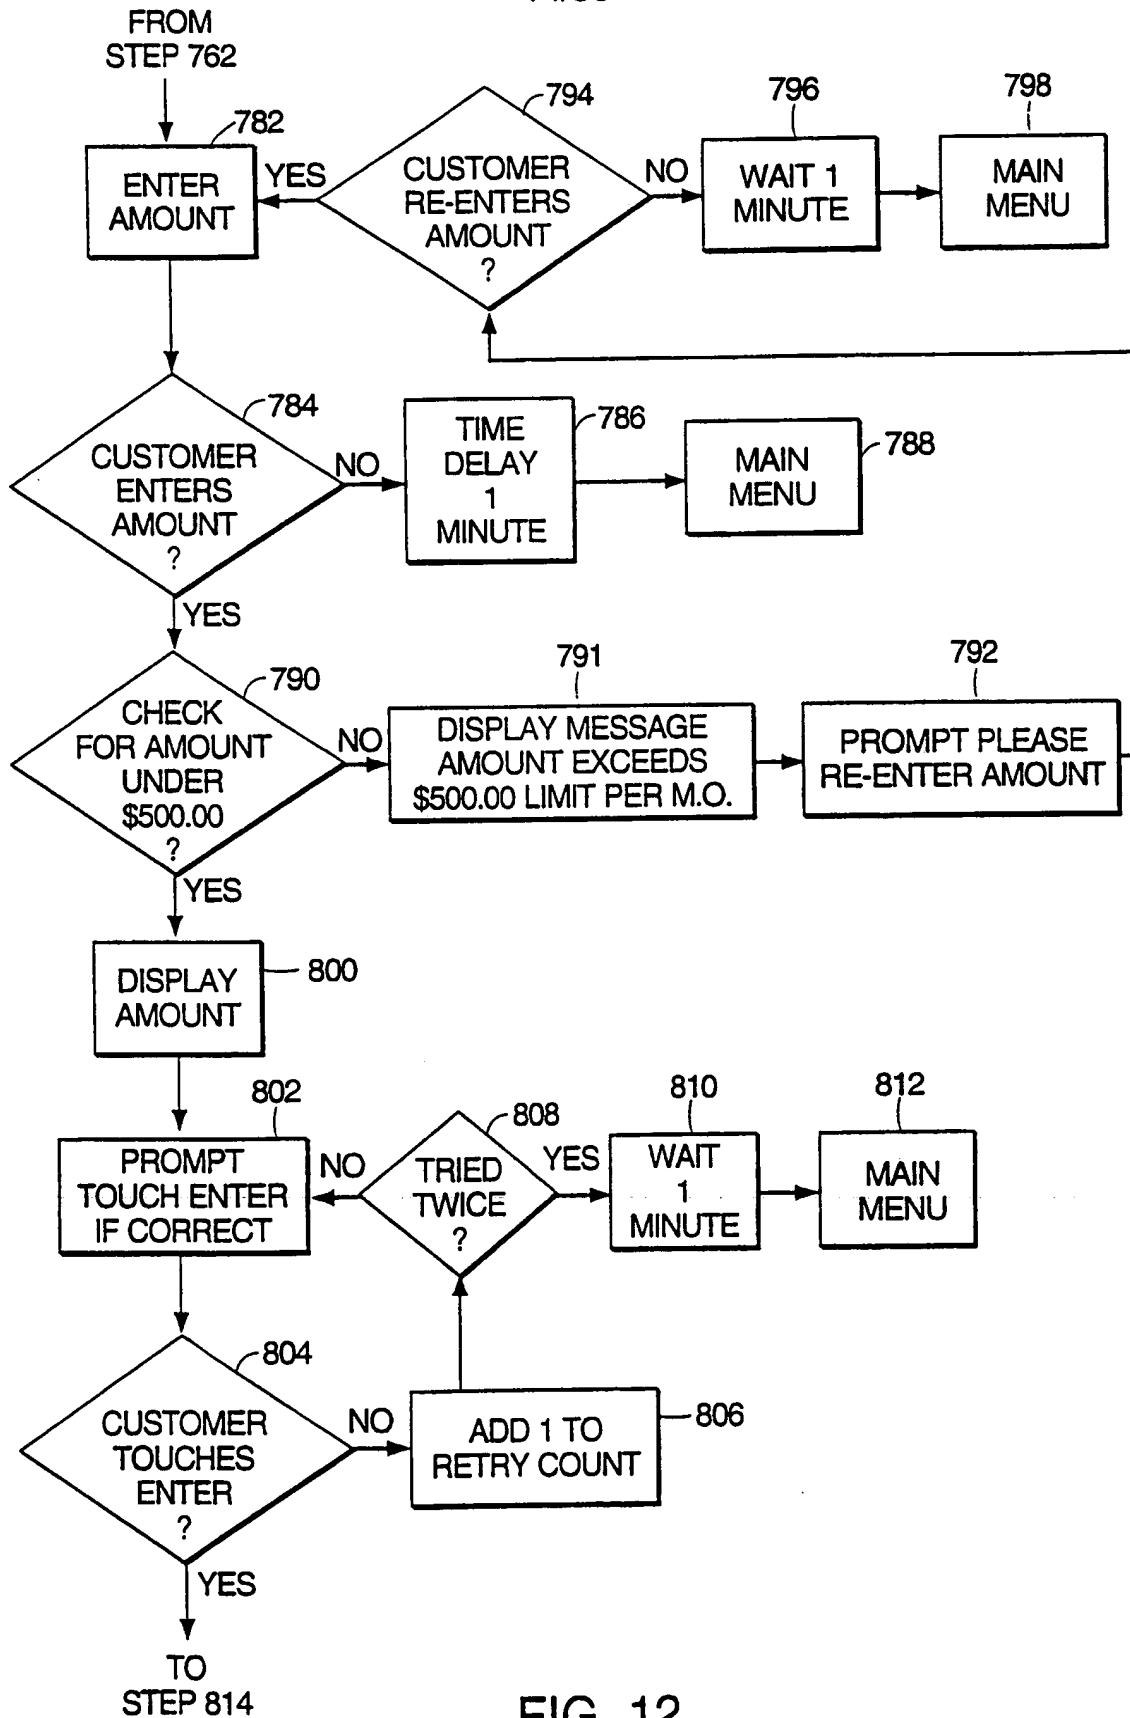 FROM
STEP 762
782
ENTER
AMOUNT
YES
794
CUSTOMER
RE-ENTERS
AMOUNT
?
NO
796
WAIT 1
MINUTE
798
MAIN
MENU
784
CUSTOMER
ENTERS
AMOUNT
?
NO
786
TIME
DELAY
1
MINUTE
788
MAIN
MENU
YES
790
CHECK
FOR AMOUNT
UNDER
$500.00
?
NO
791
DISPLAY MESSAGE
AMOUNT EXCEEDS
$500.00 LIMIT PER M.O.
792
PROMPT PLEASE
RE-ENTER AMOUNT
YES
800
DISPLAY
AMOUNT
802
PROMPT
TOUCH ENTER
IF CORRECT
NO
808
TRIED
TWICE
?
YES
810
WAIT
1
MINUTE
812
MAIN
MENU
804
CUSTOMER
TOUCHES
ENTER
?
NO
806
ADD 1 TO
RETRY COUNT
YES
TO
STEP 814
FIG. 12